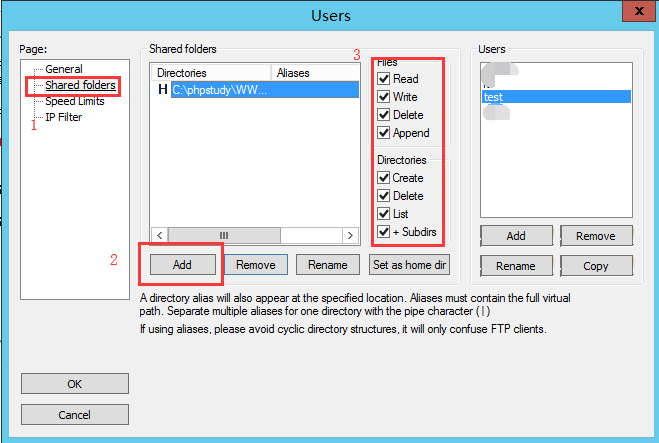 Users
x
Page:
General
Shared folders
Speed Limits
IP Filter
1
Shared folders
Directories
Aliases
H C:\phpstudy\WW...
2
Add
Remove
Rename
Set as home dir
3
Files
Read
Write
Delete
Append
Directories
Create
Delete
List
+ Subdirs
Users
test
Add
Remove
Rename
Copy
A directory alias will also appear at the specified location. Aliases must contain the full virtual
path. Separate multiple aliases for one directory with the pipe character (|)
If using aliases, please avoid cyclic directory structures, it will only confuse FTP clients.
OK
Cancel